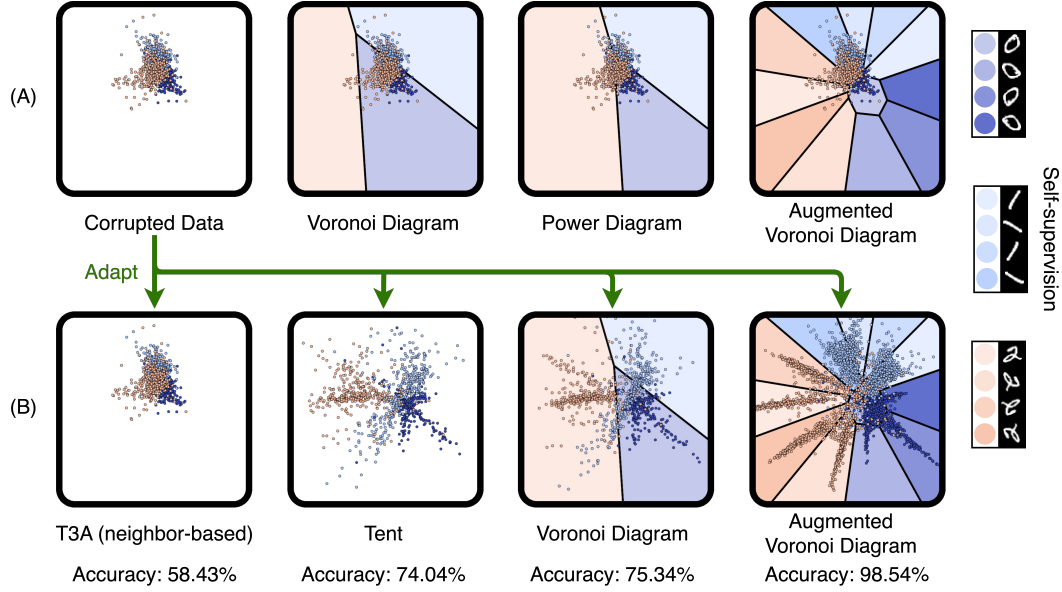 (A)
Corrupted Data
Voronoi Diagram
Power Diagram
Augmented
Voronoi Diagram
Self-supervision
Adapt
(B)
T3A (neighbor-based)
Tent
Voronoi Diagram
Augmented
Voronoi Diagram
Accuracy: 58.43%
Accuracy: 74.04%
Accuracy: 75.34%
Accuracy: 98.54%